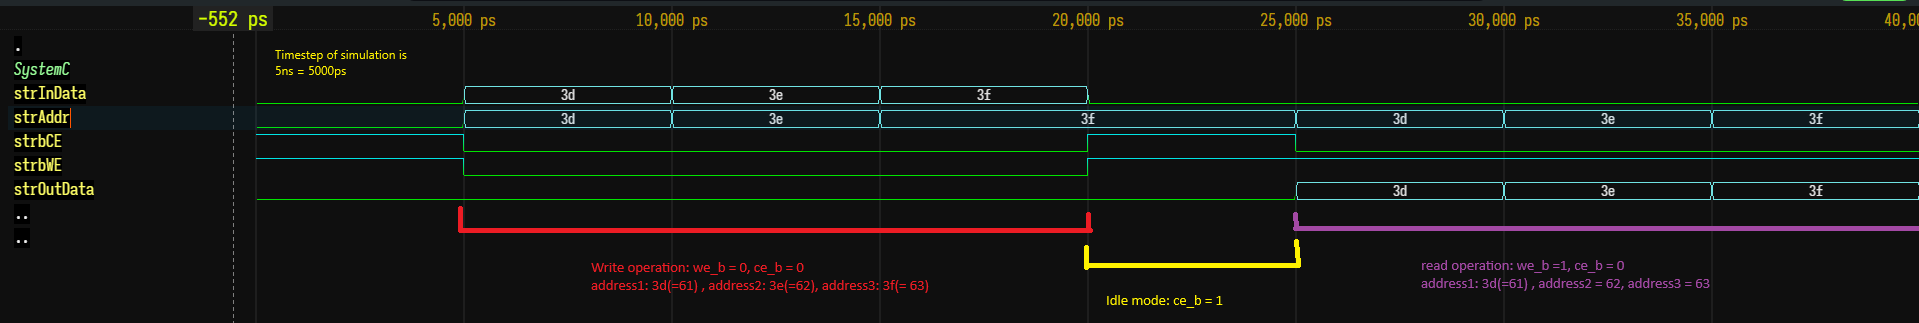 -552 ps
5,000 ps 10,000 ps 15,000 ps 20,000 ps 25,000 ps 30,000 ps 35,000 ps 40,0
.
Timestep of simulation is
5ns = 5000ps
SystemC
strInData 3d 3e 3f
strAddr 3d 3e 3f 3d 3e 3f
strbCE
strbWE
strOutData 3d 3e 3f
..
..
Write operation: we_b = 0, ce_b = 0
address1: 3d(=61) , address2: 3e(=62), address3: 3f(= 63)
Idle mode: ce_b = 1
read operation: we_b =1, ce_b = 0
address1: 3d(=61) , address2 = 62, address3 = 63